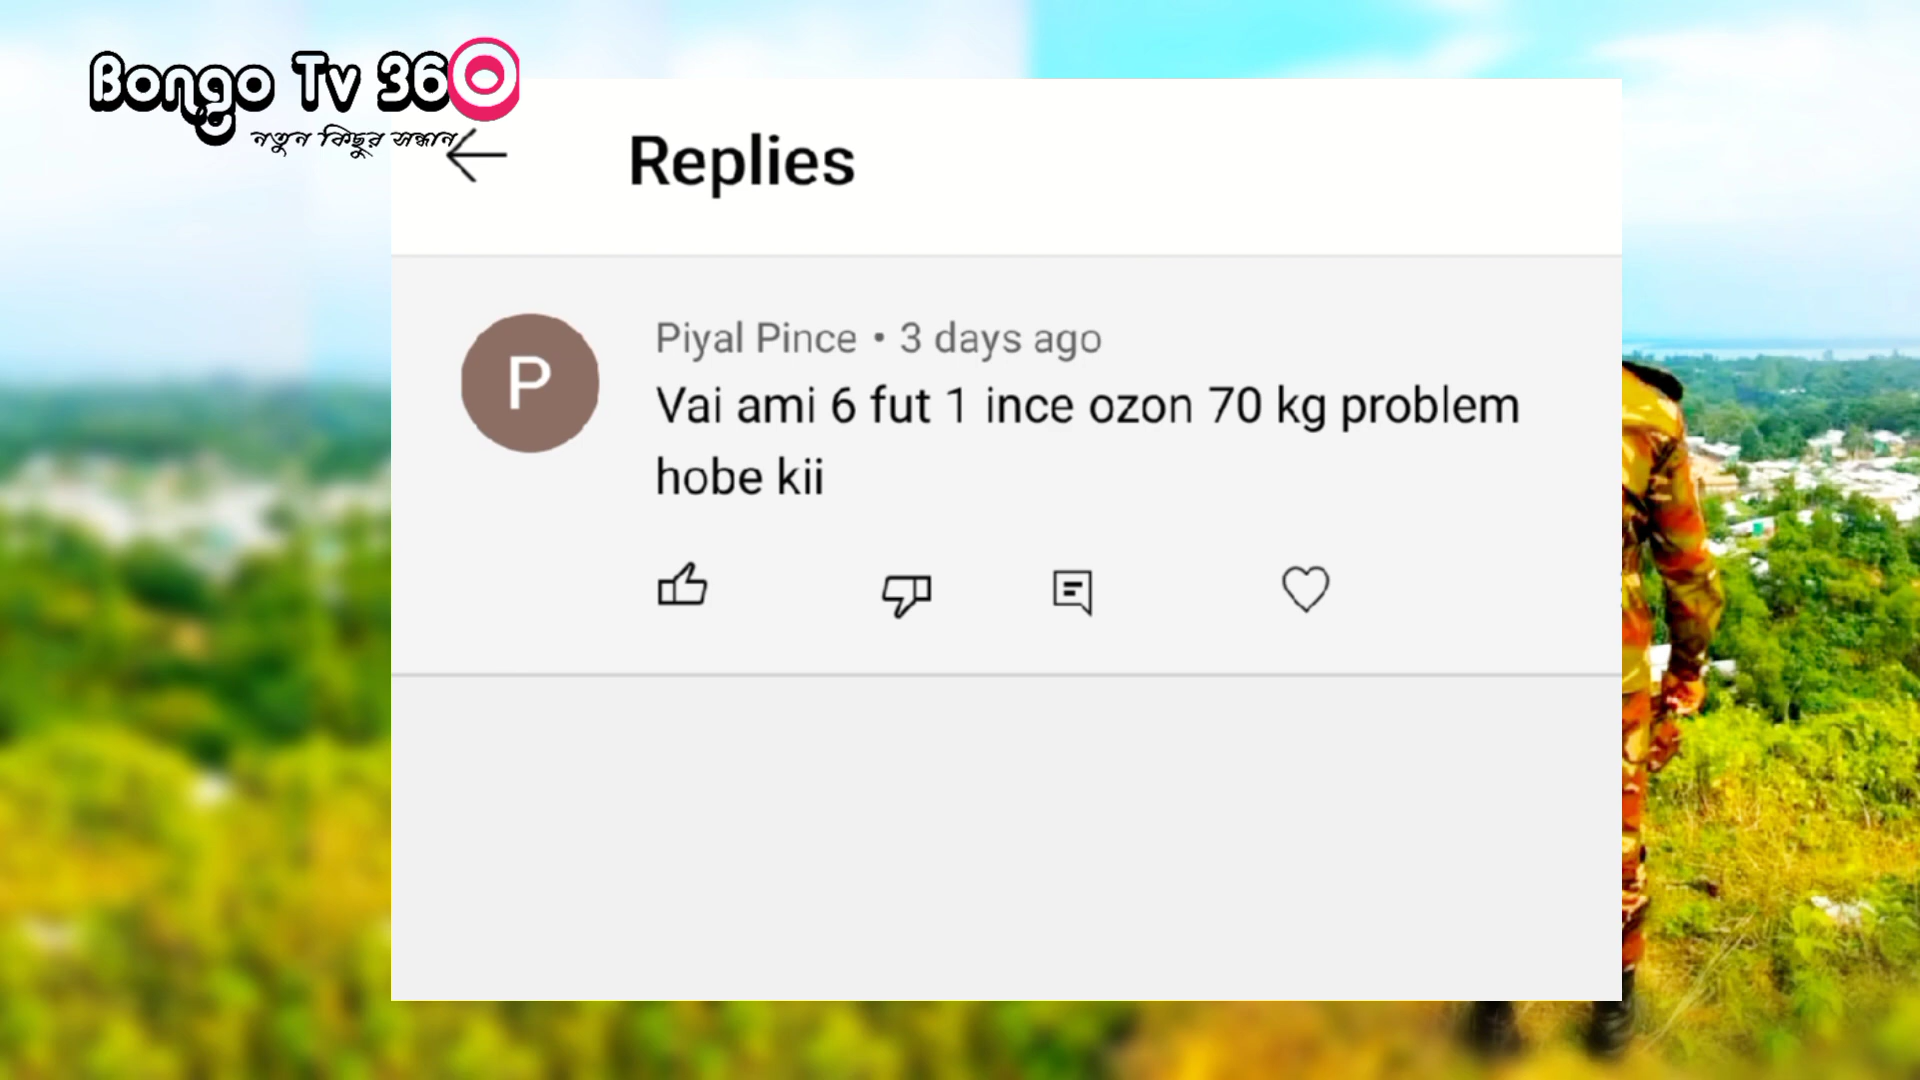 Bongo Tv 360
নতুন কিছুর সন্ধান
Replies
P
Piyal Pince • 3 days ago
Vai ami 6 fut 1 ince ozon 70 kg problem
hobe kii